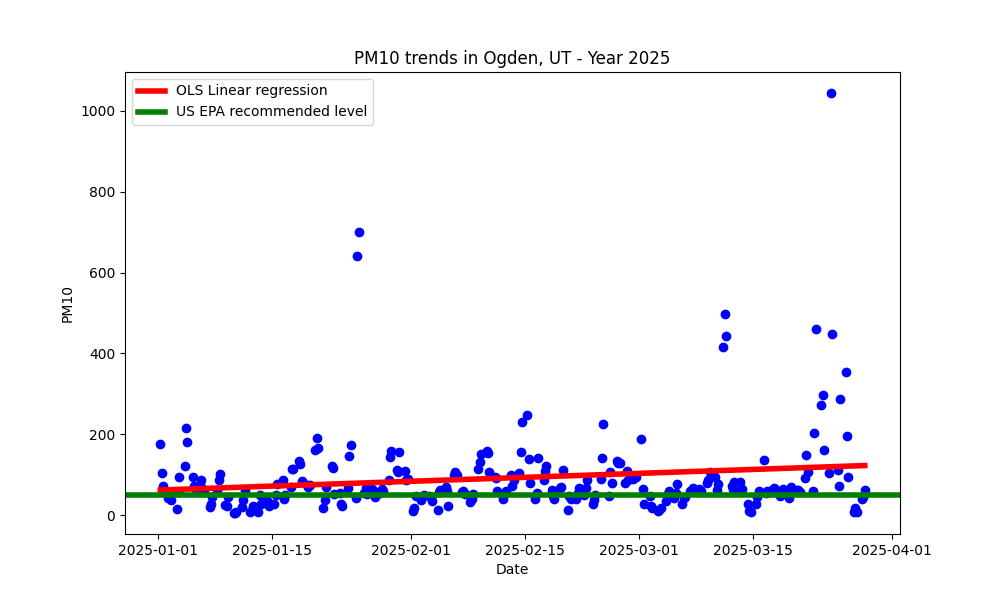 PM10 trends in Ogden, UT - Year 2025
OLS Linear regression
US EPA recommended level
1000
800
600
400
200
0
PM10
2025-01-01
2025-01-15
2025-02-01
2025-02-15
2025-03-01
2025-03-15
2025-04-01
Date